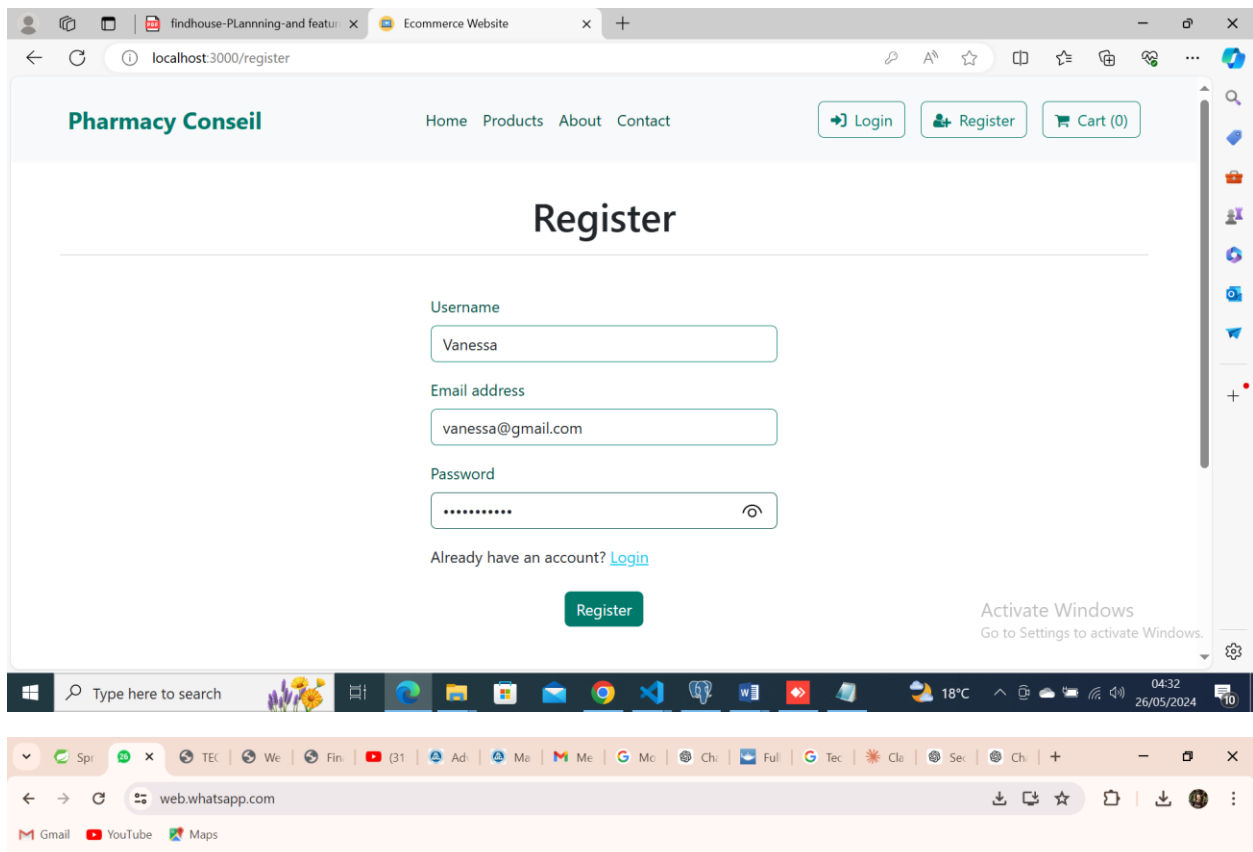 findhouse-PLannning-and featur
Ecommerce Website
localhost:3000/register
Pharmacy Conseil
Home Products About Contact
Login
Register
Cart (0)
Register
Username
Vanessa
Email address
vanessa@gmail.com
Password
•••••••••••
Already have an account? Login
Register
Activate Windows
Go to Settings to activate Windows.
Type here to search
18°C
04:32
26/05/2024
10
Spr TEC We Fin (31 Ad Ma Me Mo Cha Full Tec Cla Sec Ch
web.whatsapp.com
Gmail YouTube Maps